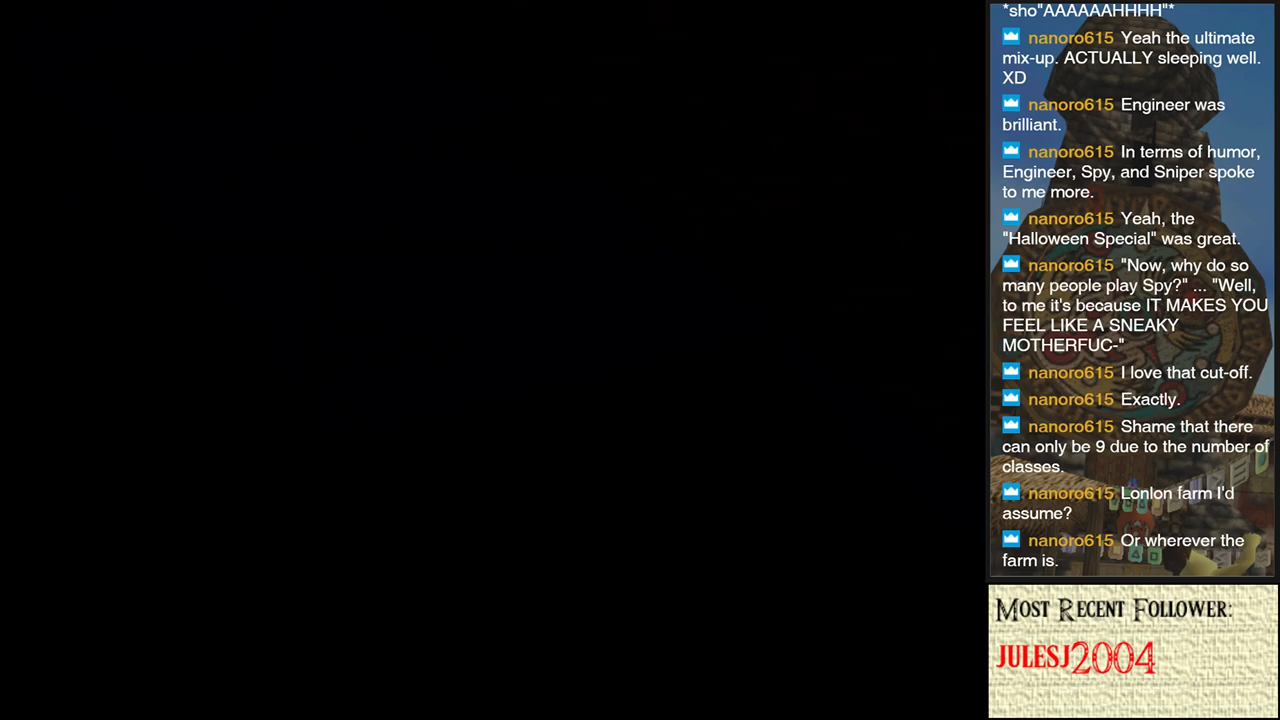 *sho"AAAAAAHHHH"*
nanoro615 Yeah the ultimate
mix-up. ACTUALLY sleeping well.
XD
nanoro615 Engineer was
brilliant.
nanoro615 In terms of humor,
Engineer, Spy, and Sniper spoke
to me more.
nanoro615 Yeah, the
"Halloween Special" was great.
nanoro615 "Now, why do so
many people play Spy?" ... "Well,
to me it's because IT MAKES YOU
FEEL LIKE A SNEAKY
MOTHERFUC-"
nanoro615 I love that cut-off.
nanoro615 Exactly.
nanoro615 Shame that there
can only be 9 due to the number of
classes.
nanoro615 Lonlon farm I'd
assume?
nanoro615 Or wherever the
farm is.
Most Recent Follower:
julesj2004